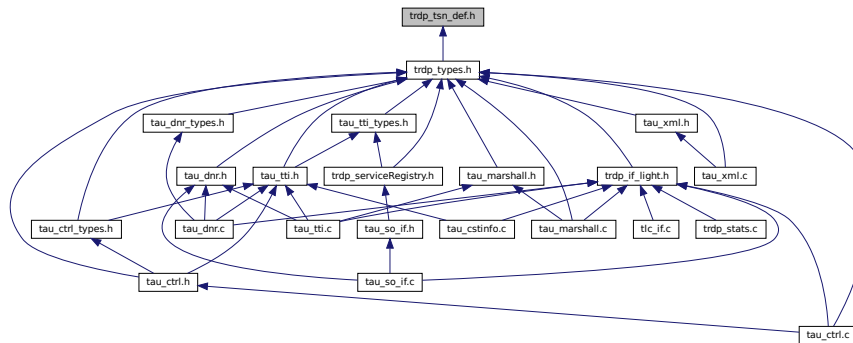 trdp_tsn_def.h
trdp_types.h
tau_dnr_types.h
tau_tti_types.h
tau_xml.h
tau_dnr.h
tau_tti.h
trdp_serviceRegistry.h
tau_marshall.h
trdp_if_light.h
tau_xml.c
tau_ctrl_types.h
tau_dnr.c
tau_tti.c
tau_so_if.h
tau_cstinfo.c
tau_marshall.c
tlc_if.c
trdp_stats.c
tau_ctrl.h
tau_so_if.c
tau_ctrl.c